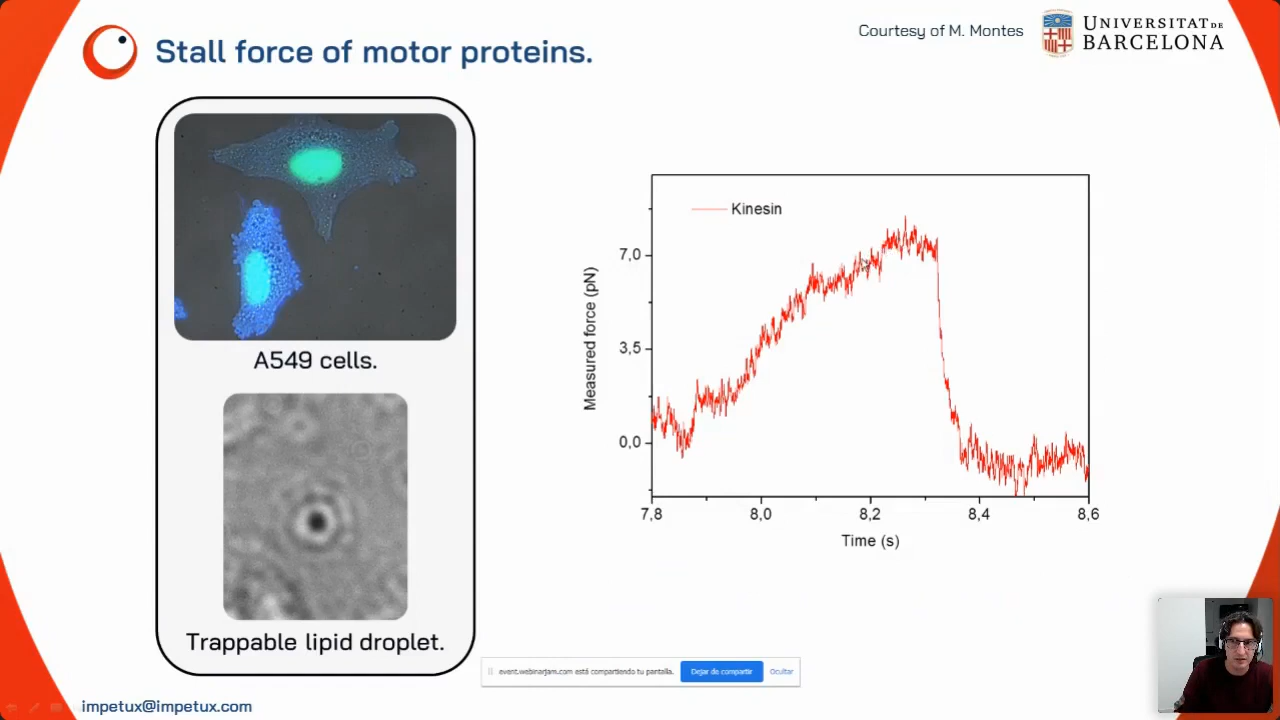 Stall force of motor proteins.
Courtesy of M. Montes
UNIVERSITAT DE
BARCELONA
A549 cells.
Trappable lipid droplet.
Kinesin
Measured force (pN)
7,0
3,5
0,0
7,8
8,0
8,2
8,4
8,6
Time (s)
event.webinarjam.com está compartiendo tu pantalla.
Dejar de compartir
Ocultar
impetux@impetux.com